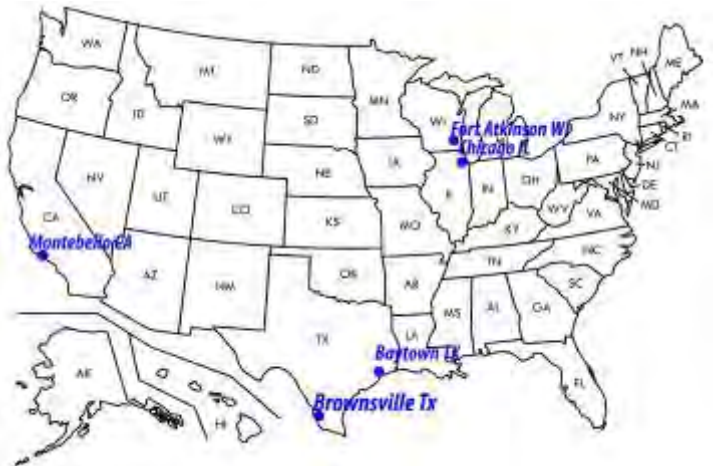 WA
MT
ND
MN
VT
NH
ME
OR
ID
WY
SD
WI
NY
MA
RI
CT
Fort Atkinson WI
Chicago IL
NV
UT
CO
NE
IA
IL
IN
OH
PA
NJ
DE
MD
WV
VA
CA
Montebello CA
KS
MO
KY
NC
TN
AZ
NM
OK
AR
SC
MS
AL
GA
TX
LA
Baytown TX
FL
AK
HI
Brownsville Tx